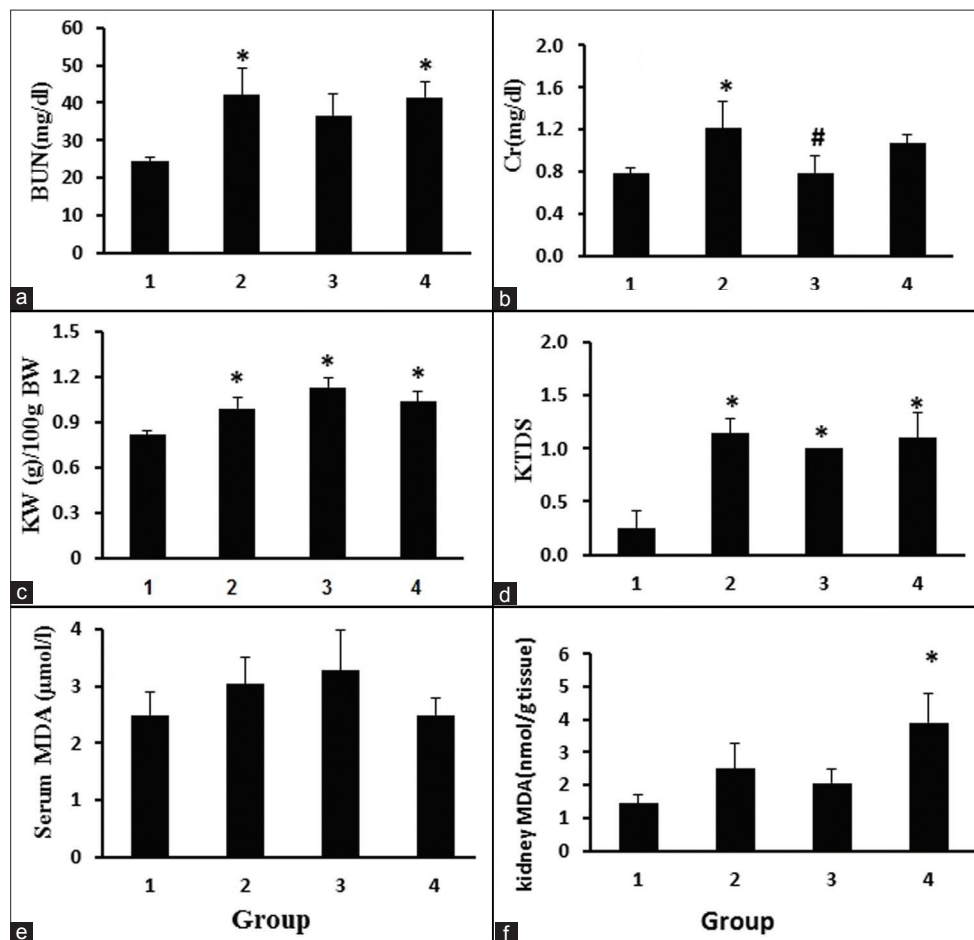 60
50
40
30
20
10
0
BUN(mg/dl)
*
*
1 2 3 4
a
2.0
1.6
1.2
0.8
0.4
0.0
Cr(mg/dl)
*
#
1 2 3 4
b
1.5
1.2
0.9
0.6
0.3
0
KW (g)/100g BW
*
*
*
1 2 3 4
c
2.0
1.5
1.0
0.5
0.0
KTDS
*
*
*
1 2 3 4
d
4
3
2
1
0
Serum MDA (µmol/l)
1 2 3 4
Group
e
6
5
4
3
2
1
0
kidney MDA(nmol/gtissue)
*
1 2 3 4
Group
f